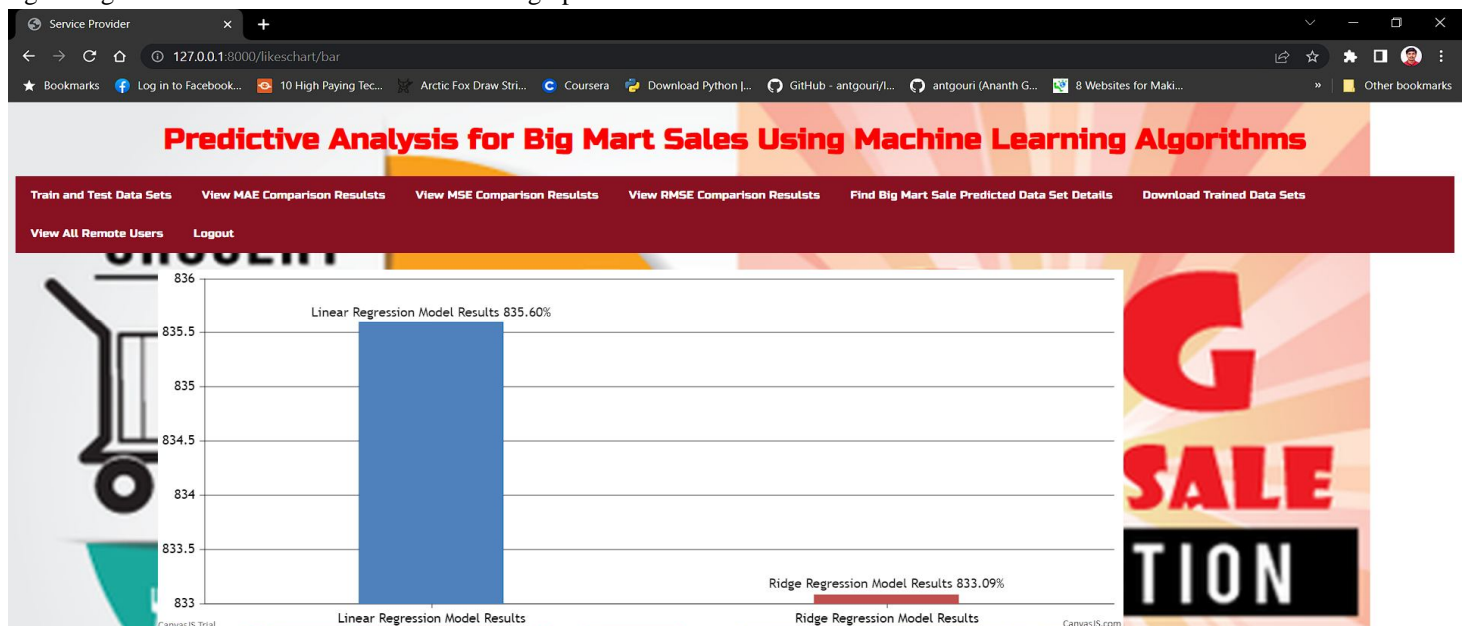 Service Provider
127.0.0.1:8000/likeschart/bar
Bookmarks Log in to Facebook... 10 High Paying Tec... Arctic Fox Draw Stri... Coursera Download Python |... GitHub - antgouri/l... antgouri (Ananth G... 8 Websites for Maki... » Other bookmarks
Predictive Analysis for Big Mart Sales Using Machine Learning Algorithms
Train and Test Data Sets View MAE Comparison Resulsts View MSE Comparison Resulsts View RMSE Comparison Resulsts Find Big Mart Sale Predicted Data Set Details Download Trained Data Sets
View All Remote Users Logout
836
Linear Regression Model Results 835.60%
835.5
835
834.5
SALE
834
833.5
TION
Ridge Regression Model Results 833.09%
833
Linear Regression Model Results Ridge Regression Model Results
CanvasJS Trial CanvasJS.com